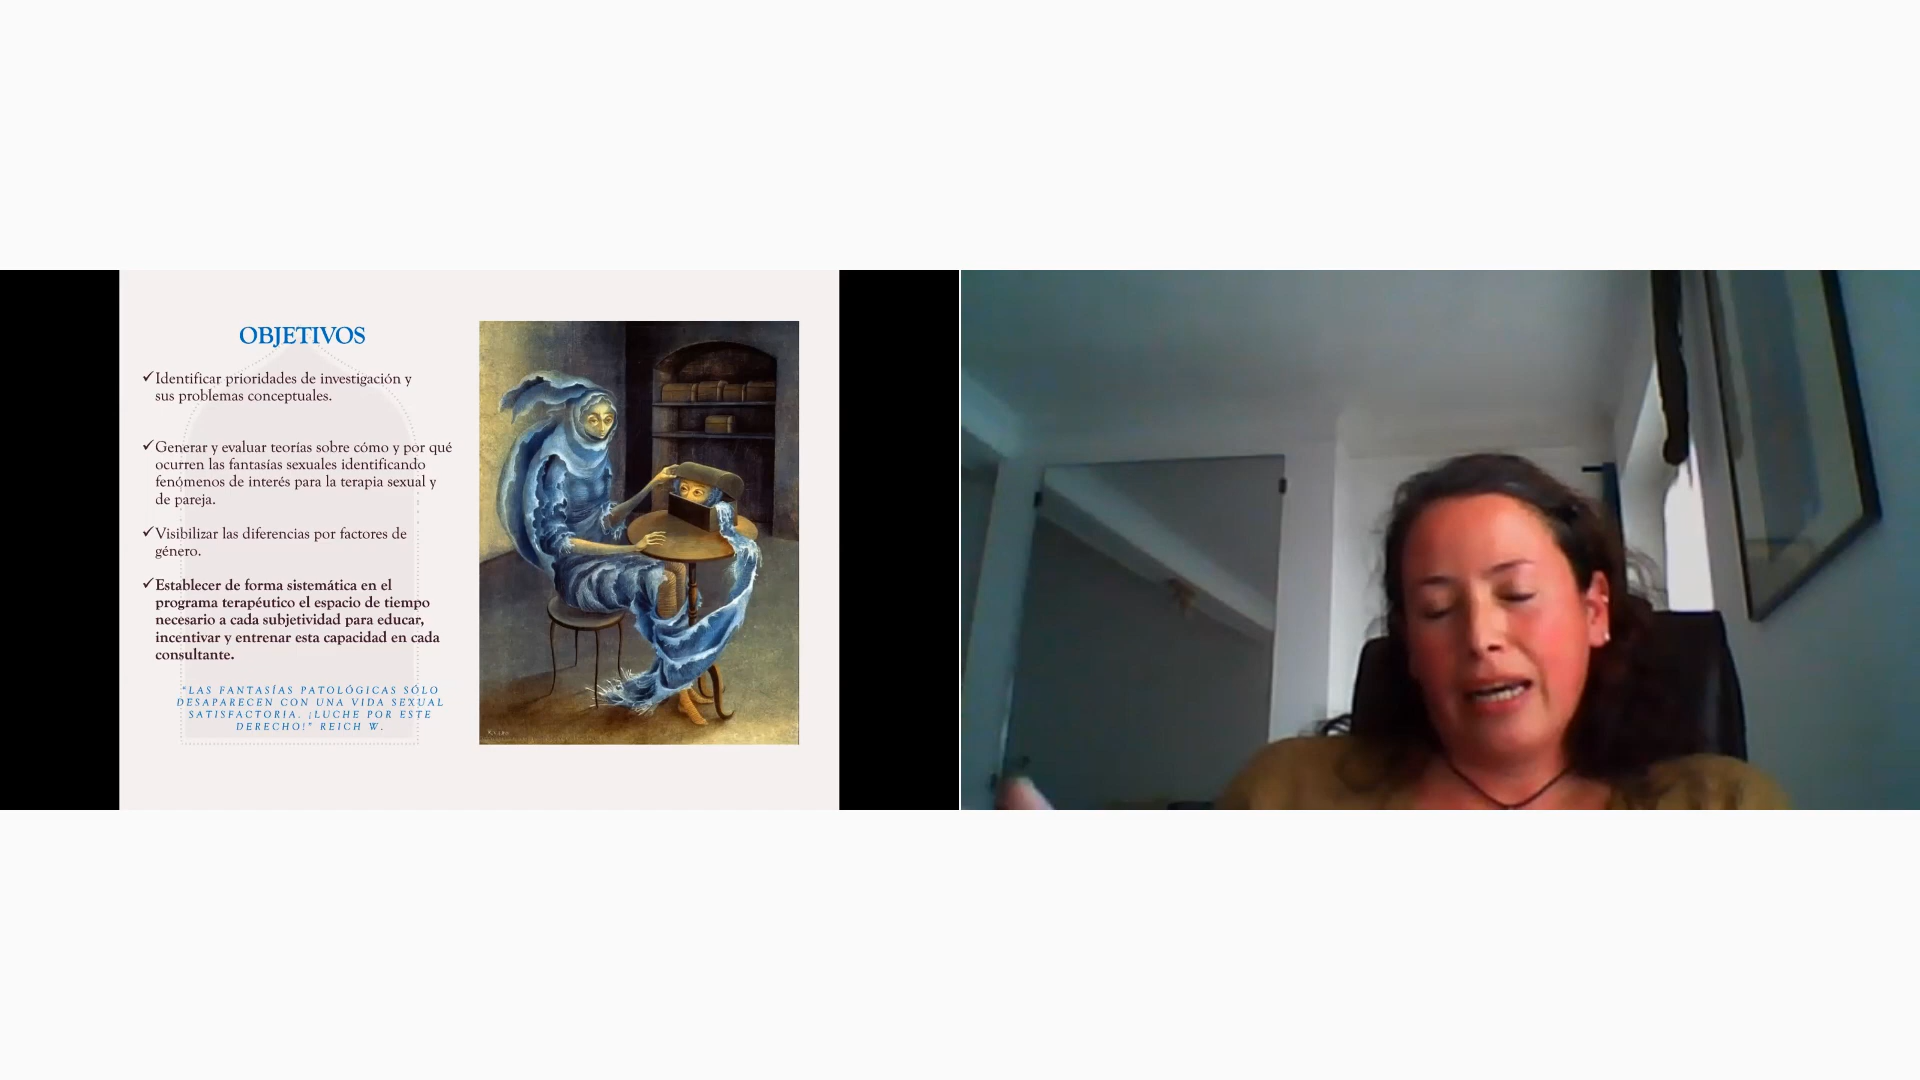 OBJETIVOS
✓Identificar prioridades de investigación y
sus problemas conceptuales.
✓Generar y evaluar teorías sobre cómo y por qué
ocurren las fantasías sexuales identificando
fenómenos de interés para la terapia sexual y
de pareja.
✓Visibilizar las diferencias por factores de
género.
✓Establecer de forma sistemática en el
programa terapéutico el espacio de tiempo
necesario a cada subjetividad para educar,
incentivar y entrenar esta capacidad en cada
consultante.
"LAS FANTASÍAS PATOLÓGICAS SÓLO
DESAPARECEN CON UNA VIDA SEXUAL
SATISFACTORIA. ¡LUCHE POR ESTE
DERECHO!" REICH W.